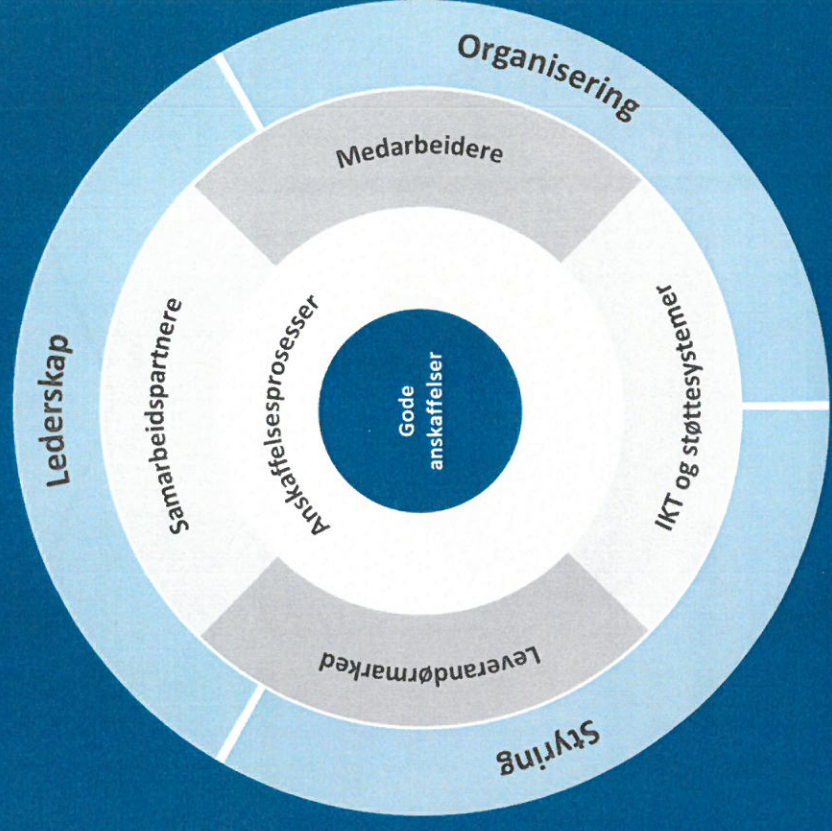 Lederskap
Organisering
Styring
Samarbeidspartnere
Medarbeidere
IKT og støttesystemer
Leverandørmarked
Anskaffelsesprosesser
Gode
anskaffelser